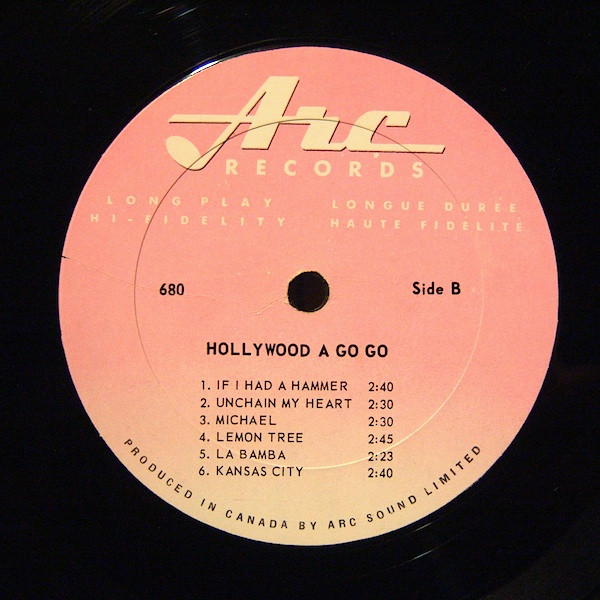 Arc
RECORDS
LONG PLAY LONGUE DUREE
HI-FIDELITY HAUTE FIDELITE
680 Side B
HOLLYWOOD A GO GO
1. IF I HAD A HAMMER 2:40
2. UNCHAIN MY HEART 2:30
3. MICHAEL 2:30
4. LEMON TREE 2:45
5. LA BAMBA 2:23
6. KANSAS CITY 2:40
PRODUCED IN CANADA BY ARC SOUND LIMITED